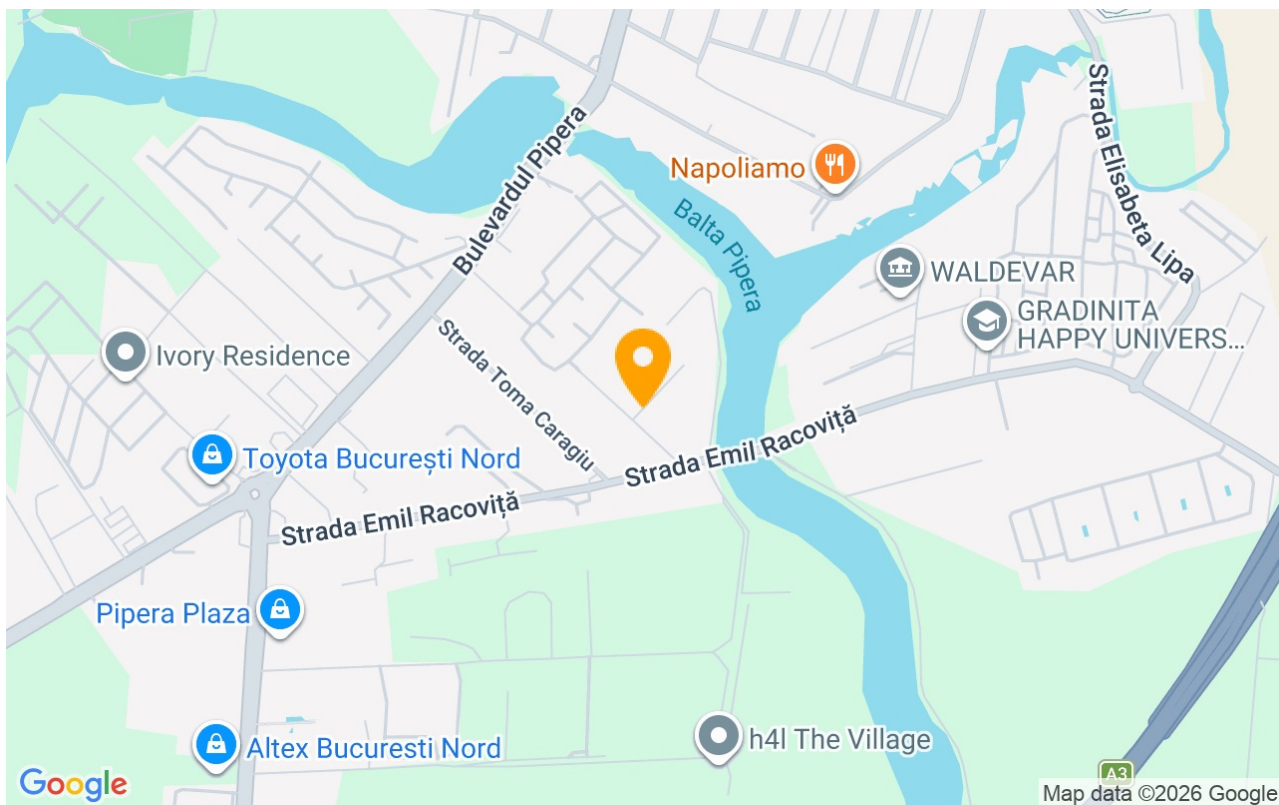 Bulevardul Pipera
Strada Elisabeta Lipa
Napoliamo
Balta Pipera
WALDEVAR
GRADINITA
HAPPY UNIVERS...
Ivory Residence
Strada Toma Caragiu
Toyota București Nord
Strada Emil Racoviță
Strada Emil Racoviță
Pipera Plaza
h4l The Village
Altex Bucuresti Nord
A3
Google
Map data ©2026 Google